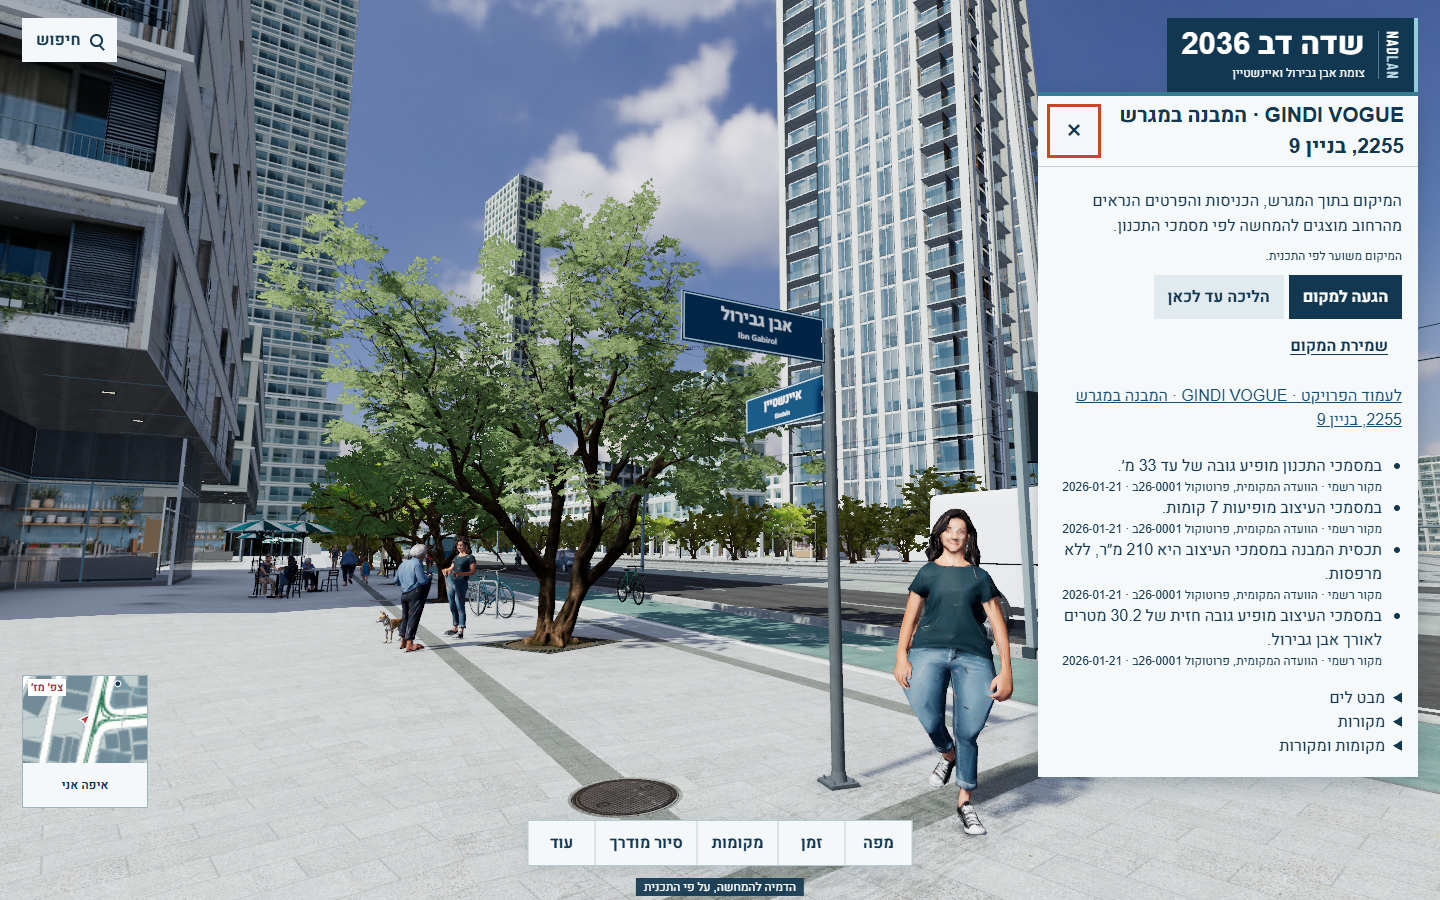 חיפוש
שדה דב 2036
צומת אבן גבירול ואיינשטיין
NADLAN
GINDI VOGUE · המבנה במגרש
2255, בניין 9
×
המיקום בתוך המגרש, הכניסות והפרטים הנראים
מהרחוב מוצגים להמחשה לפי מסמכי התכנון.
המיקום משוער לפי התכנית.
הגעה למקום
הליכה עד לכאן
שמירת המקום
לעמוד הפרויקט · GINDI VOGUE · המבנה במגרש
2255, בניין 9
במסמכי התכנון מופיע גובה של עד 33 מ׳.
מקור רשמי · הוועדה המקומית, פרוטוקול 26-0001ב · 2026-01-21
במסמכי העיצוב מופיעות 7 קומות.
מקור רשמי · הוועדה המקומית, פרוטוקול 26-0001ב · 2026-01-21
תכסית המבנה במסמכי העיצוב היא 210 מ״ר, ללא
מרפסות.
מקור רשמי · הוועדה המקומית, פרוטוקול 26-0001ב · 2026-01-21
במסמכי העיצוב מופיע גובה חזית של 30.2 מטרים
לאורך אבן גבירול.
מקור רשמי · הוועדה המקומית, פרוטוקול 26-0001ב · 2026-01-21
מבט לים
מקורות
מקומות ומקורות
אבן גבירול
Ibn Gabirol
איינשטיין
Einstein
צפ׳ מז׳
איפה אני
מפה
זמן
מקומות
סיור מודרך
עוד
הדמיה להמחשה, על פי התכנית